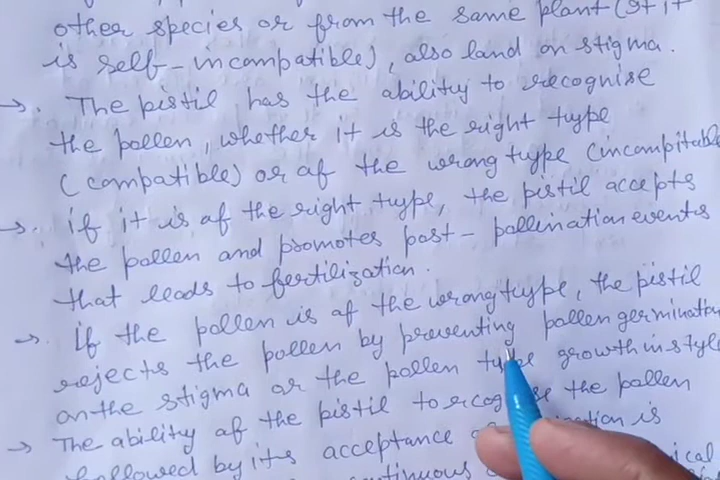 other species or from the same plant (If it
is self-incompatible), also land on stigma.
→. The pistil has the ability to recognise
the pollen, whether it is the right type
(compatible) or of the wrong type (incompitable
→. if it is of the right type, the pistil accepts
the pollen and promotes post-pollination events
that leads to fertilization.
→. If the pollen is of the wrong type, the pistil
rejects the pollen by preventing pollen germination
on the stigma or the pollen growth in style
→ The ability of the pistil to the pollen
followed by its acceptance is
continuous